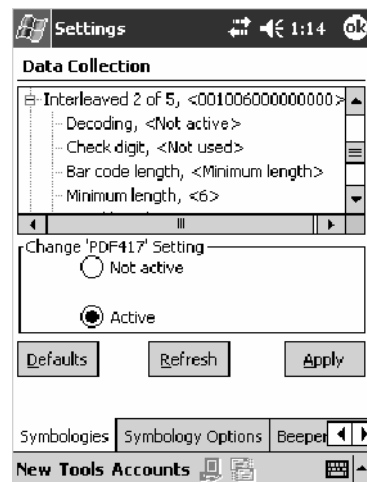 Settings 1:14 ok
Data Collection
Interleaved 2 of 5, <001006000000000>
Decoding, <Not active>
Check digit, <Not used>
Bar code length, <Minimum length>
Minimum length, <6>
Change 'PDF417' Setting
Not active
Active
Defaults Refresh Apply
Symbologies Symbology Options Beeper
New Tools Accounts